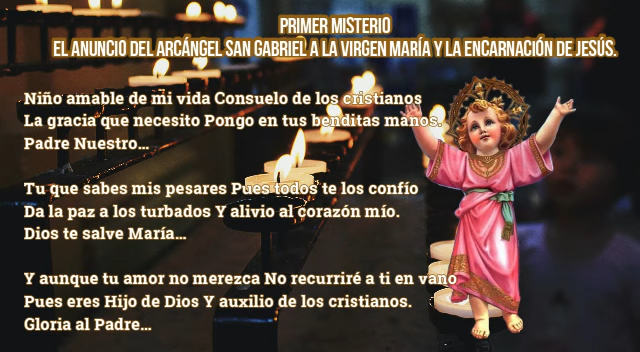 PRIMER MISTERIO
EL ANUNCIO DEL ARCÁNGEL SAN GABRIEL A LA VIRGEN MARÍA Y LA ENCARNACIÓN DE JESÚS.
Niño amable de mi vida Consuelo de los cristianos
La gracia que necesito Pongo en tus benditas manos.
Padre Nuestro...
Tu que sabes mis pesares Pues todos te los confío
Da la paz a los turbados Y alivio al corazón mío.
Dios te salve María...
Y aunque tu amor no merezca No recurriré a ti en vano
Pues eres Hijo de Dios Y auxilio de los cristianos.
Gloria al Padre...